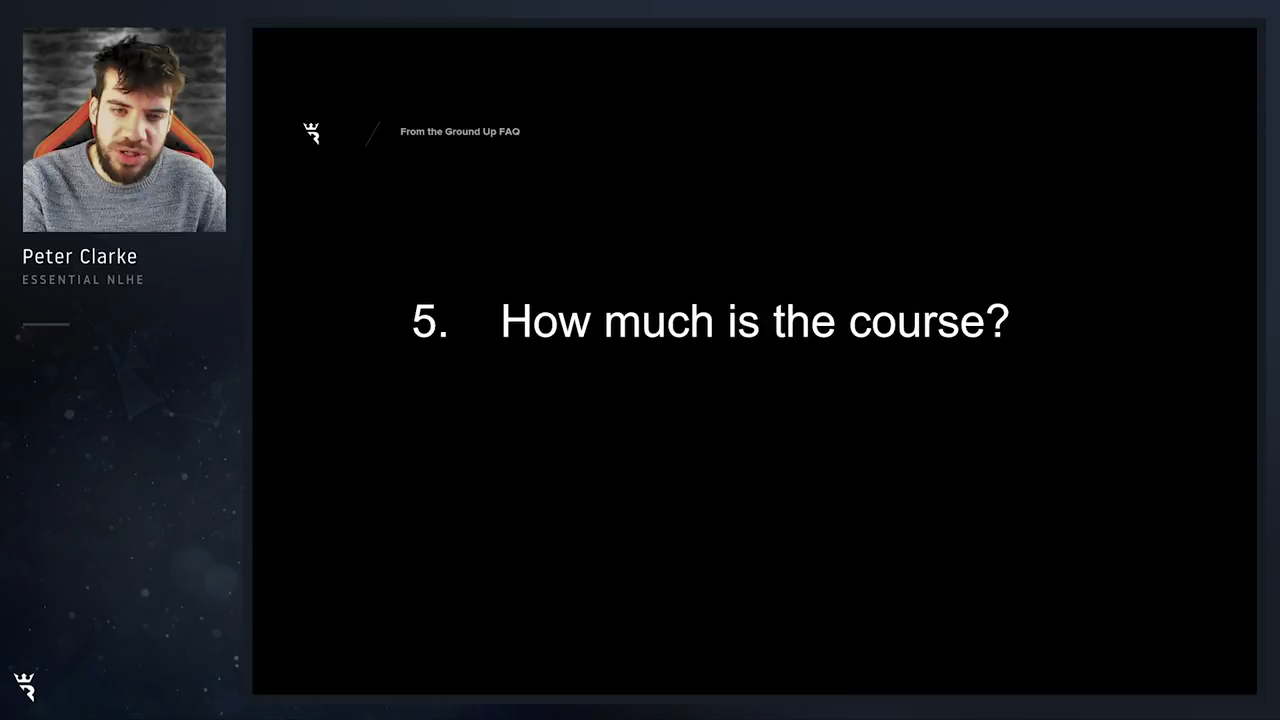 Peter Clarke
ESSENTIAL NLHE
From the Ground Up FAQ
5. How much is the course?